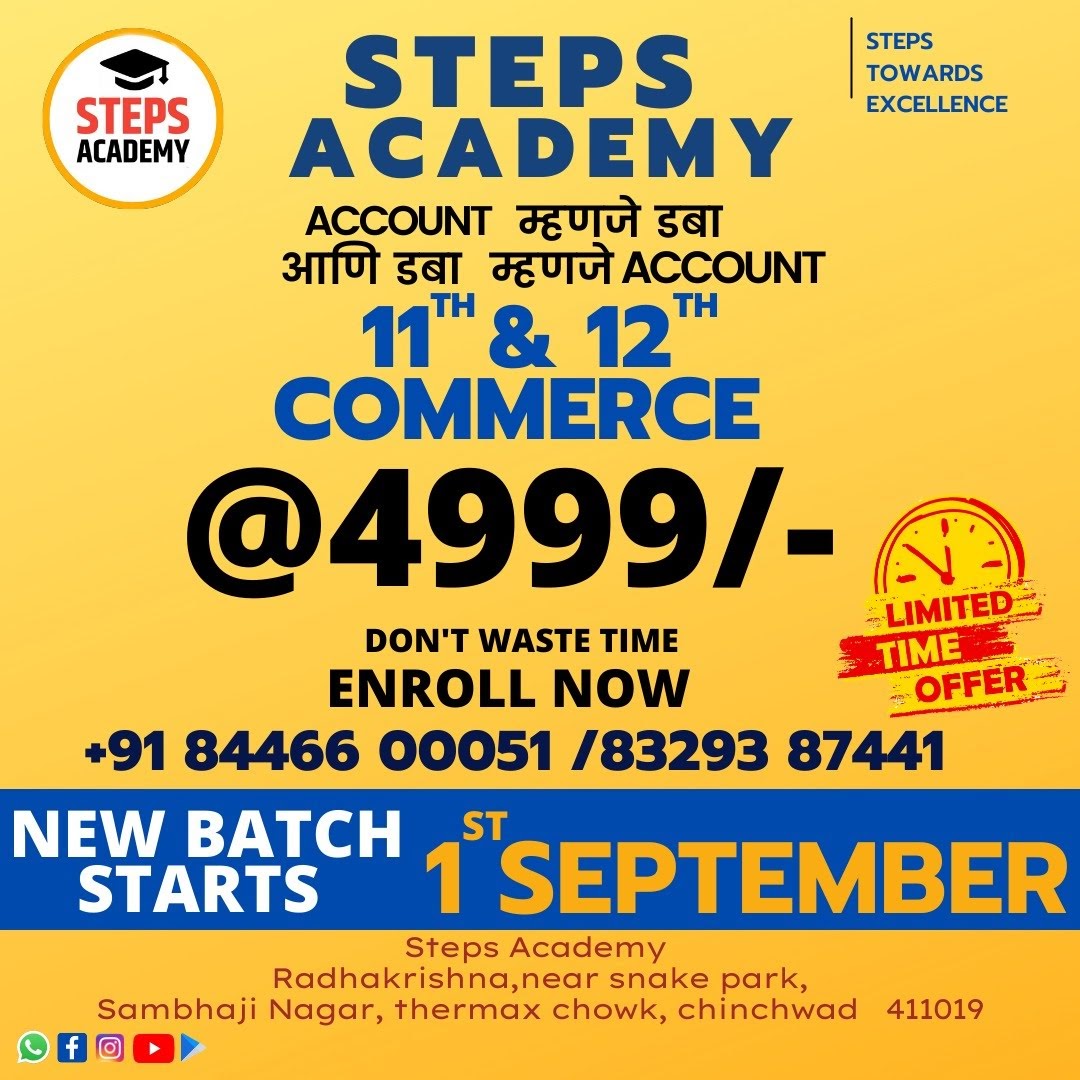 STEPS
ACADEMY
STEPS
ACADEMY
STEPS
TOWARDS
EXCELLENCE
ACCOUNT म्हणजे डबा
आणि डबा म्हणजे ACCOUNT
11TH & 12TH
COMMERCE
@4999/-
LIMITED
TIME
OFFER
DON'T WASTE TIME
ENROLL NOW
+91 84466 00051 /83293 87441
NEW BATCH
STARTS
1ST SEPTEMBER
Steps Academy
Radhakrishna,near snake park,
Sambhaji Nagar, thermax chowk, chinchwad 411019